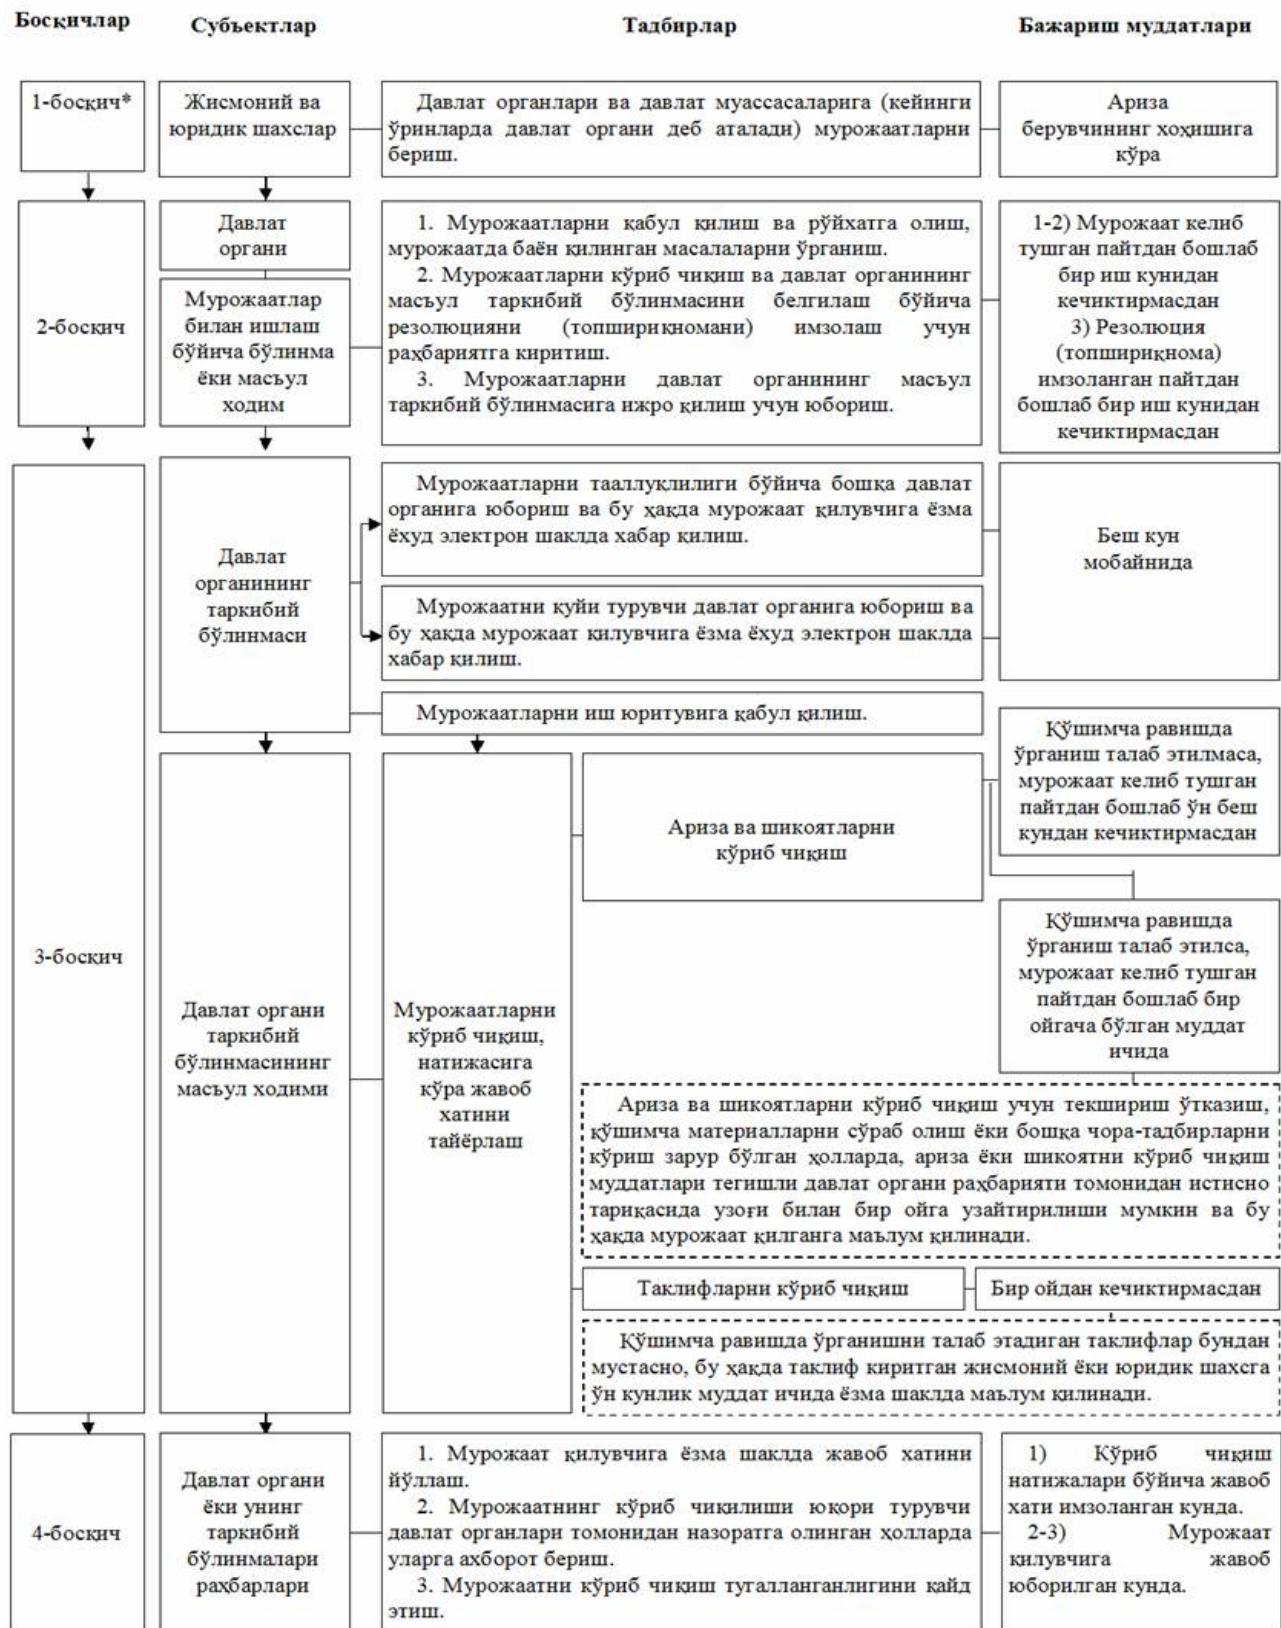 Босқичлар
Субъектлар
Тадбирлар
Бажариш муддатлари
1-босқич*
Жисмоний ва
юридик шахслар
Давлат органлари ва давлат муассасаларига (кейинги
ўринларда давлат органи деб аталади) мурожаатларни
бериш.
Ариза
берувчининг хоҳишига
кўра
2-босқич
Давлат
органи
Мурожаатлар
билан ишлаш
бўйича бўлинма
ёки масъул
ходим
1. Мурожаатларни қабул қилиш ва рўйхатга олиш,
мурожаатда баён қилинган масалаларни ўрганиш.
2. Мурожаатларни кўриб чиқиш ва давлат органининг
масъул таркибий бўлинмасини белгилаш бўйича
резолюцияни (топшириқномани) имзолаш учун
раҳбариятга киритиш.
3. Мурожаатларни давлат органининг масъул
таркибий бўлинмасига ижро қилиш учун юбориш.
1-2) Мурожаат келиб
тушган пайтдан бошлаб
бир иш кунидан
кечиктирмасдан
3) Резолюция
(топшириқнома)
имзоланган пайтдан
бошлаб бир иш кунидан
кечиктирмасдан
3-босқич
Давлат
органининг
таркибий
бўлинмаси
Мурожаатларни тааллуқлилиги бўйича бошқа давлат
органига юбориш ва бу ҳақда мурожаат қилувчига ёзма
ёхуд электрон шаклда хабар қилиш.
Мурожаатни қуйи турувчи давлат органига юбориш ва
бу ҳақда мурожаат қилувчига ёзма ёхуд электрон шаклда
хабар қилиш.
Беш кун
мобайнида
Мурожаатларни иш юритувига қабул қилиш.
Давлат органи
таркибий
бўлинмасининг
масъул ходими
Мурожаатларни
кўриб чиқиш,
натижасига
кўра жавоб
хатини
тайёрлаш
Ариза ва шикоятларни
кўриб чиқиш
Қўшимча равишда
ўрганиш талаб этилмаса,
мурожаат келиб тушган
пайтдан бошлаб ўн беш
кундан кечиктирмасдан
Қўшимча равишда
ўрганиш талаб этилса,
мурожаат келиб тушган
пайтдан бошлаб бир
ойгача бўлган муддат
ичида
Ариза ва шикоятларни кўриб чиқиш учун текшириш ўтказиш,
қўшимча материалларни сўраб олиш ёки бошқа чора-тадбирларни
кўриш зарур бўлган ҳолларда, ариза ёки шикоятни кўриб чиқиш
муддатлари тегишли давлат органи раҳбарияти томонидан истисно
тариқасида узоғи билан бир ойга узайтирилиши мумкин ва бу
ҳақда мурожаат қилганга маълум қилинади.
Таклифларни кўриб чиқиш
Бир ойдан кечиктирмасдан
Қўшимча равишда ўрганишни талаб этадиган таклифлар бундан
мустасно, бу ҳақда таклиф киритган жисмоний ёки юридик шахсга
ўн кунлик муддат ичида ёзма шаклда маълум қилинади.
4-босқич
Давлат органи
ёки унинг
таркибий
бўлинмалари
раҳбарлари
1. Мурожаат қилувчига ёзма шаклда жавоб хатини
йўллаш.
2. Мурожаатнинг кўриб чиқилиши юқори турувчи
давлат органлари томонидан назоратга олинган ҳолларда
уларга ахборот бериш.
3. Мурожаатни кўриб чиқиш тугалланганлигини қайд
этиш.
1) Кўриб чиқиш
натижалари бўйича жавоб
хати имзоланган кунда.
2-3) Мурожаат
қилувчига жавоб
юборилган кунда.